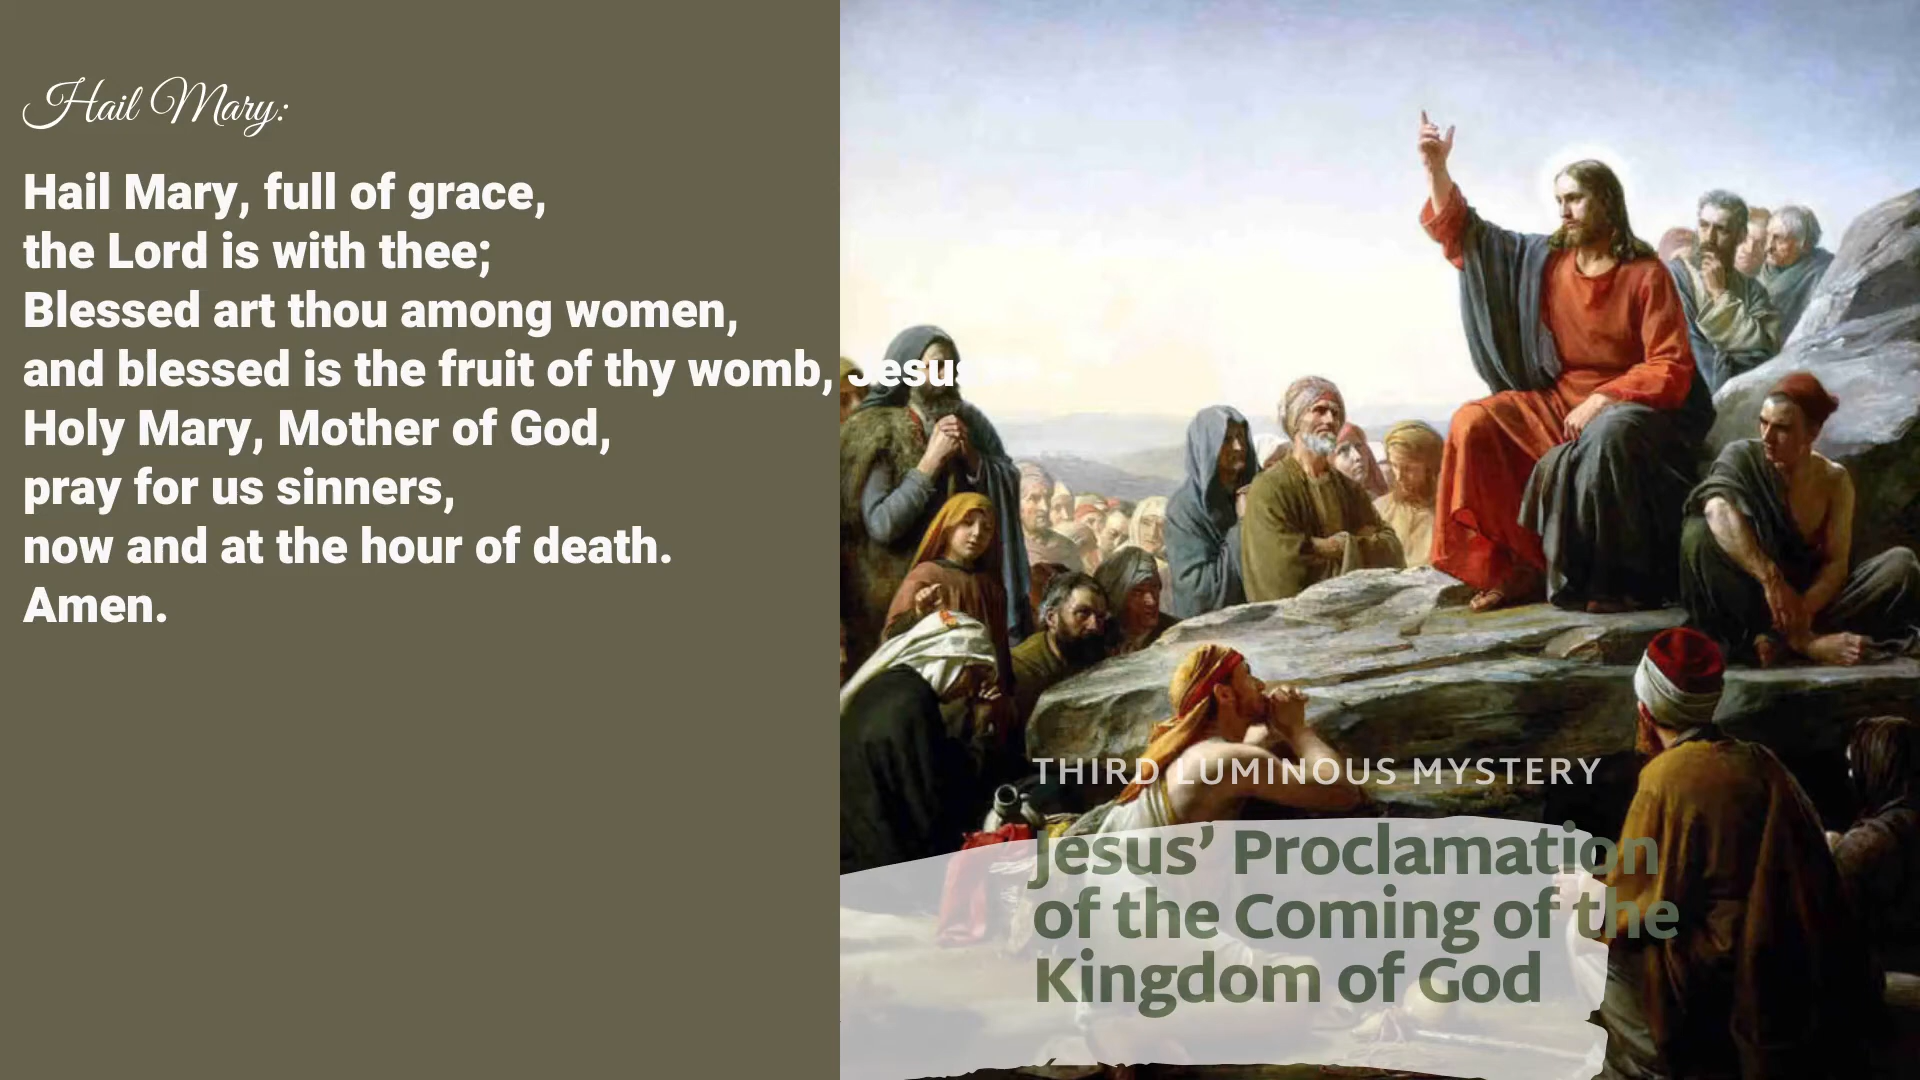 Hail Mary:
Hail Mary, full of grace,
the Lord is with thee;
Blessed art thou among women,
and blessed is the fruit of thy womb, Jesus
Holy Mary, Mother of God,
pray for us sinners,
now and at the hour of death.
Amen.
THIRD LUMINOUS MYSTERY
Jesus’ Proclamation
of the Coming of the
Kingdom of God